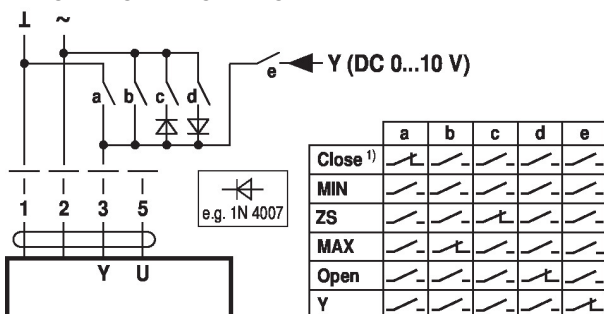 ⊥ ~
a b c d e Y (DC 0...10 V)
1 2 3 5
e.g. 1N 4007
Y U
a b c d e
Close 1)
MIN
ZS
MAX
Open
Y